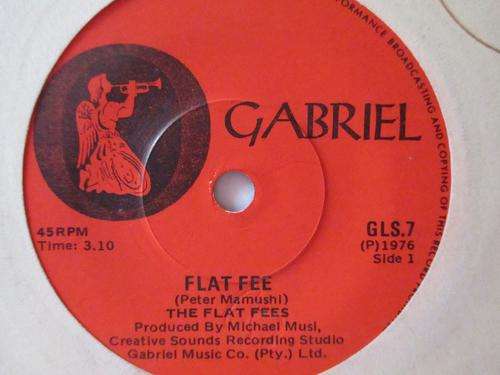 PERFORMANCE BROADCASTING AND COPYING OF THIS RECORD
GABRIEL
45RPM
Time: 3.10
GLS.7
(P)1976
Side 1
FLAT FEE
(Peter Mamushi)
THE FLAT FEES
Produced By Michael Musi,
Creative Sounds Recording Studio
Gabriel Music Co. (Pty.) Ltd.